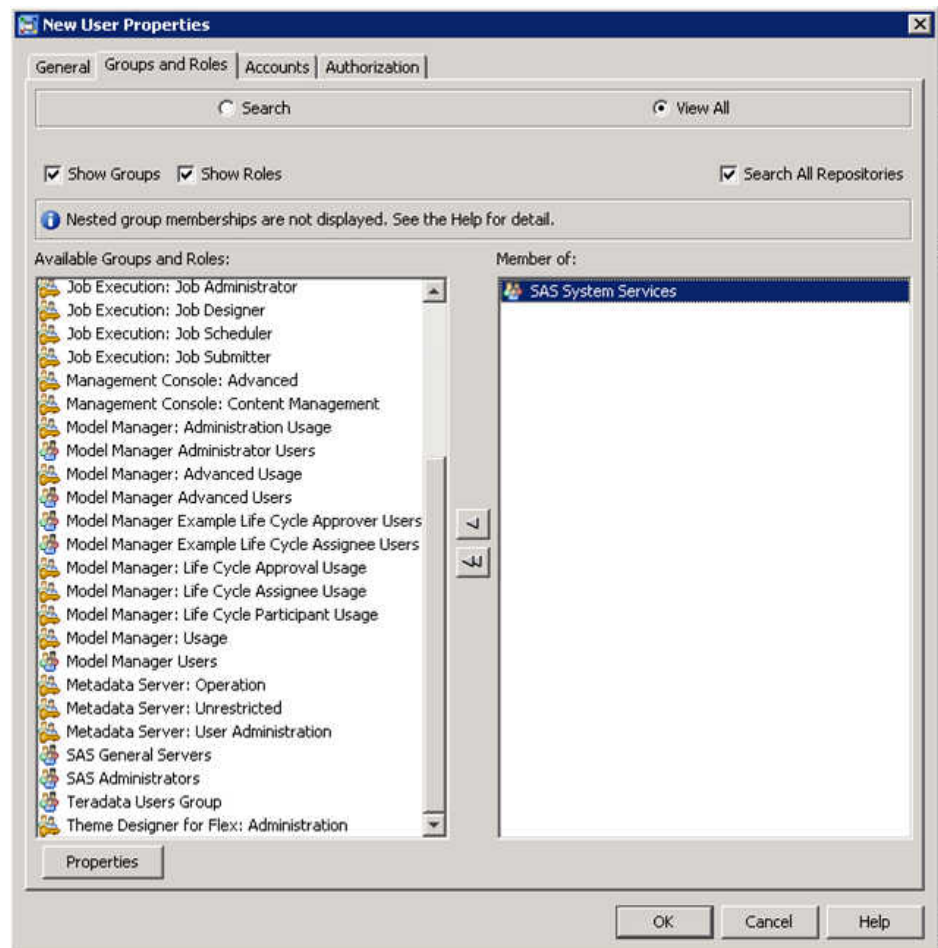 New User Properties
General Groups and Roles Accounts Authorization
Search View All
Show Groups Show Roles Search All Repositories
Nested group memberships are not displayed. See the Help for detail.
Available Groups and Roles: Member of:
Job Execution: Job Administrator SAS System Services
Job Execution: Job Designer
Job Execution: Job Scheduler
Job Execution: Job Submitter
Management Console: Advanced
Management Console: Content Management
Model Manager: Administration Usage
Model Manager Administrator Users
Model Manager: Advanced Usage
Model Manager Advanced Users
Model Manager Example Life Cycle Approver Users
Model Manager Example Life Cycle Assignee Users
Model Manager: Life Cycle Approval Usage
Model Manager: Life Cycle Assignee Usage
Model Manager: Life Cycle Participant Usage
Model Manager: Usage
Model Manager Users
Metadata Server: Operation
Metadata Server: Unrestricted
Metadata Server: User Administration
SAS General Servers
SAS Administrators
Teradata Users Group
Theme Designer for Flex: Administration
Properties
OK Cancel Help